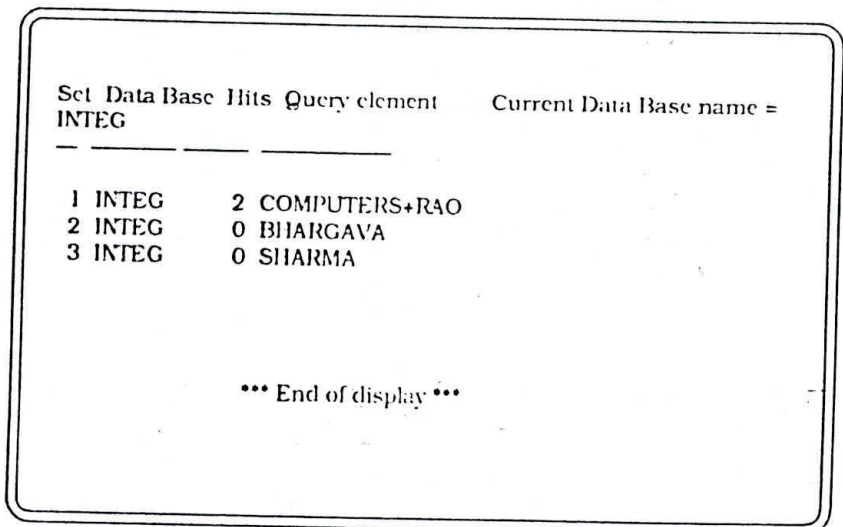 Set Data Base Hits Query element Current Data Base name =
INTEG
1 INTEG 2 COMPUTERS+RAO
2 INTEG 0 BHARGAVA
3 INTEG 0 SHARMA
*** End of display ***